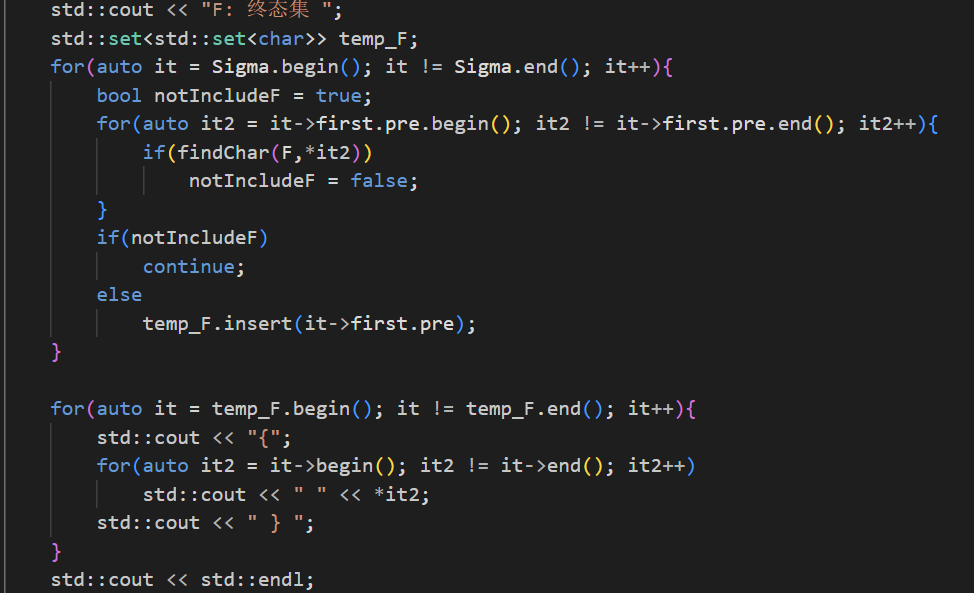 std::cout << "F: 终态集 ";
std::set<std::set<char>> temp_F;
for(auto it = Sigma.begin(); it != Sigma.end(); it++){
    bool notIncludeF = true;
    for(auto it2 = it->first.pre.begin(); it2 != it->first.pre.end(); it2++){
        if(findChar(F,*it2))
            notIncludeF = false;
    }
    if(notIncludeF)
        continue;
    else
        temp_F.insert(it->first.pre);
}

for(auto it = temp_F.begin(); it != temp_F.end(); it++){
    std::cout << "{";
    for(auto it2 = it->begin(); it2 != it->end(); it2++)
        std::cout << " " << *it2;
    std::cout << " } ";
}
std::cout << std::endl;